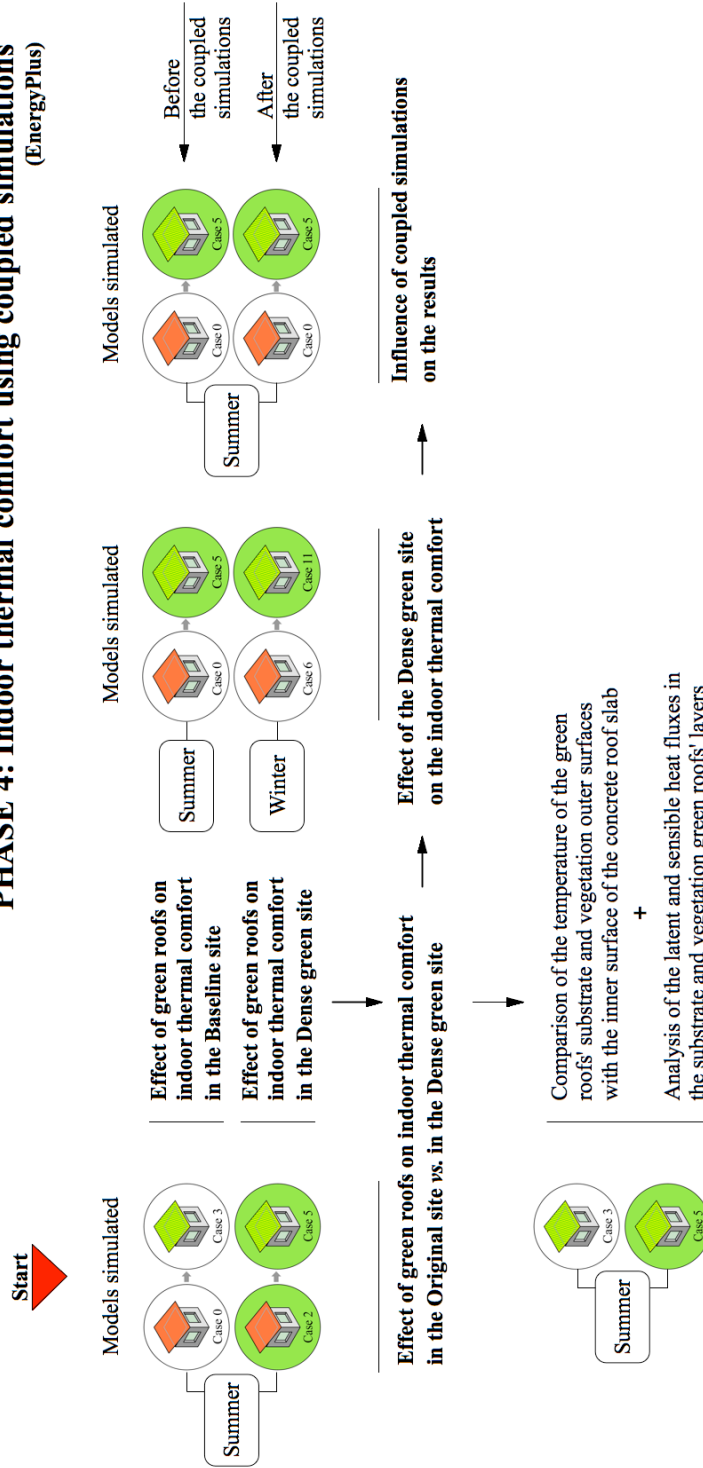 PHASE 4: Indoor thermal comfort using coupled simulations
(EnergyPlus)
Start
Models simulated
Summer
Case 0
Case 3
Case 2
Case 5
Effect of green roofs on
indoor thermal comfort
in the Baseline site
Effect of green roofs on
indoor thermal comfort
in the Dense green site
Models simulated
Summer
Case 0
Case 5
Winter
Case 6
Case 11
Models simulated
Summer
Case 0
Case 5
Case 0
Case 5
Before
the coupled
simulations
After
the coupled
simulations
Effect of green roofs on indoor thermal comfort
in the Original site vs. in the Dense green site
Effect of the Dense green site
on the indoor thermal comfort
Influence of coupled simulations
on the results
Summer
Case 3
Case 5
Comparison of the temperature of the green
roofs' substrate and vegetation outer surfaces
with the inner surface of the concrete roof slab
+
Analysis of the latent and sensible heat fluxes in
the substrate and vegetation green roofs' layers